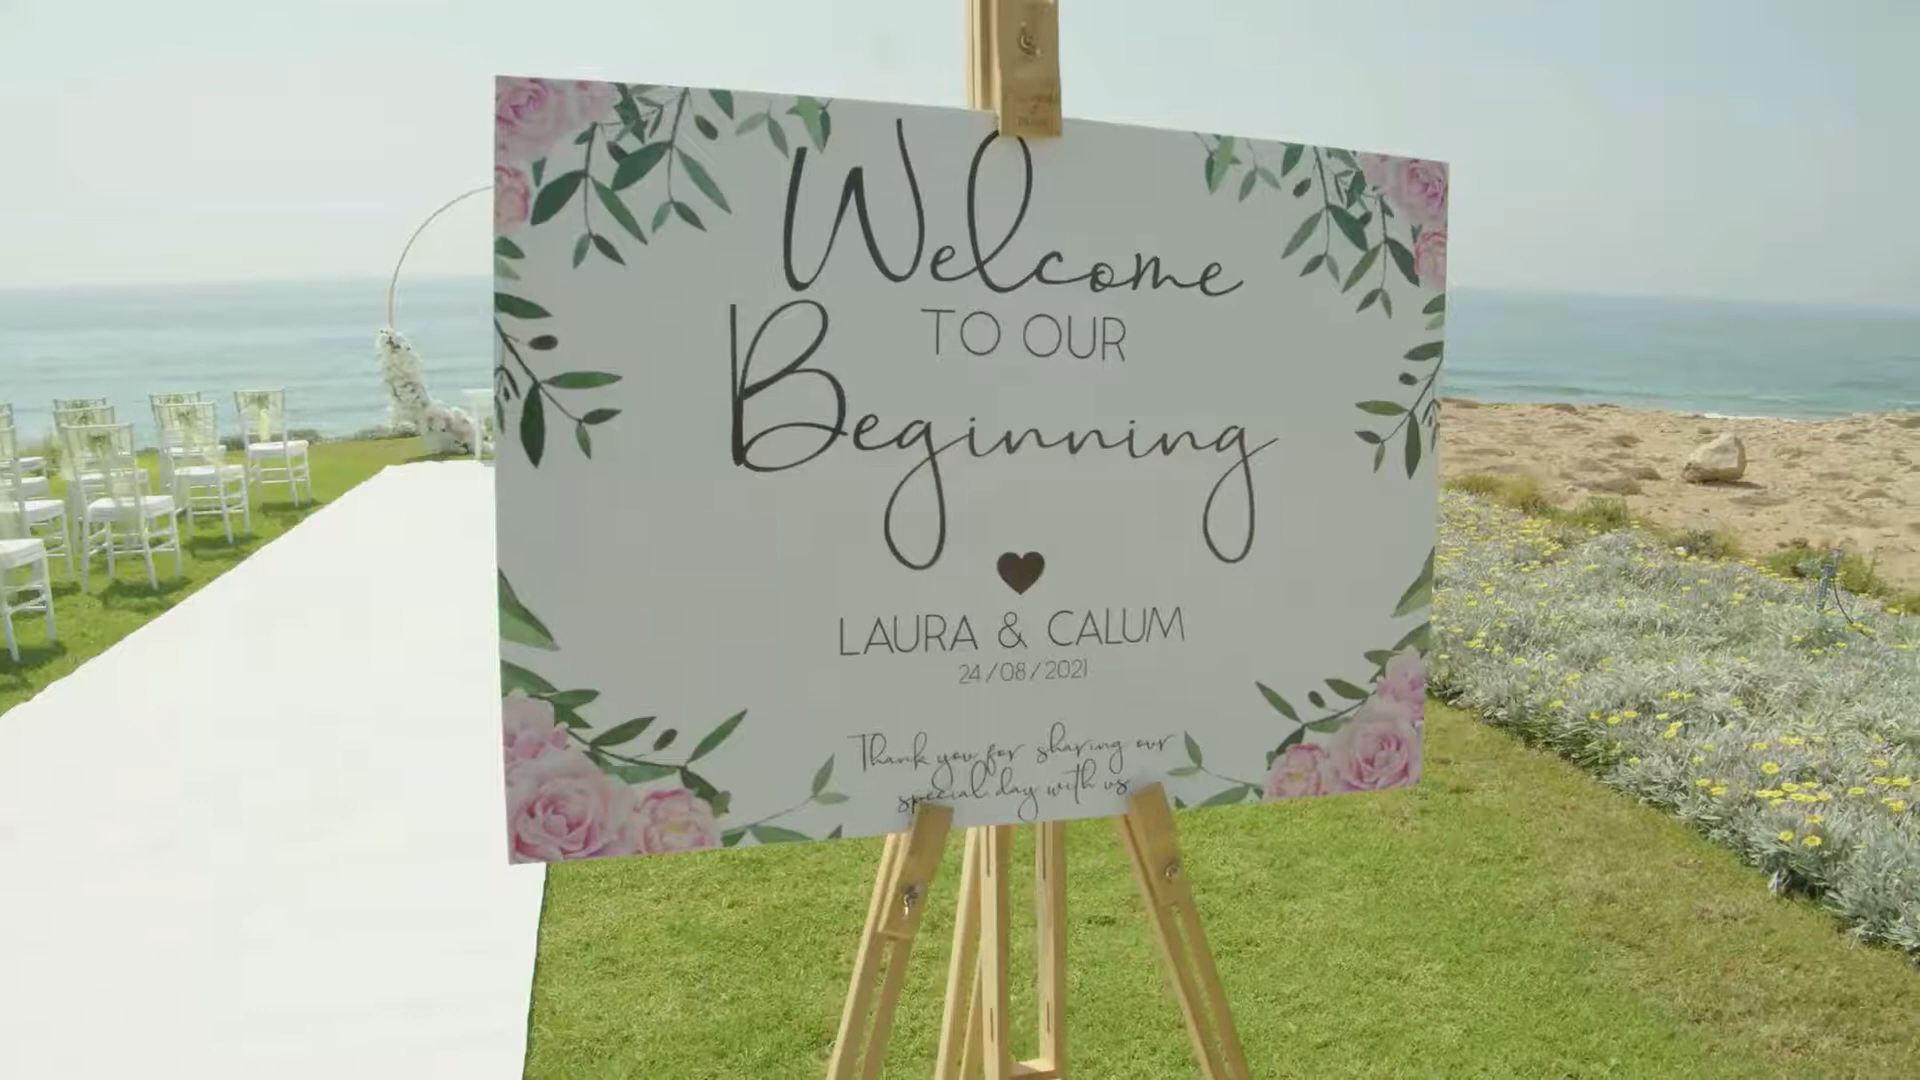 Welcome
TO OUR
Beginning
LAURA & CALUM
24/08/2021
Thank you for sharing our
special day with us